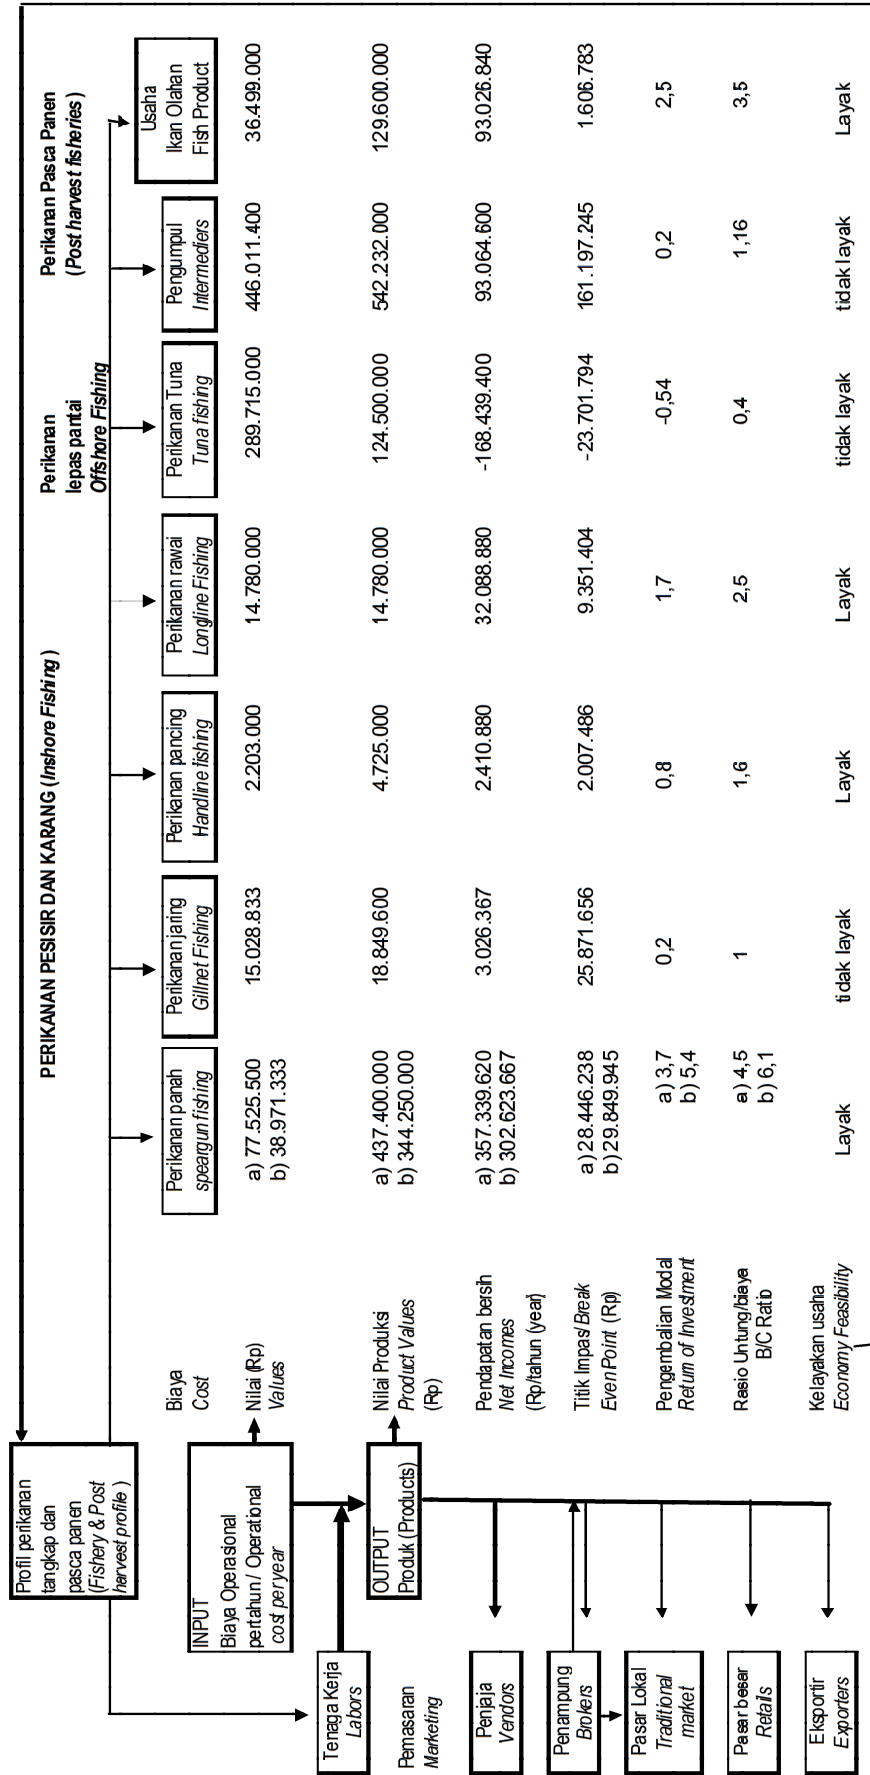 Profil perikanan
tangkap dan
pasca panen
(Fishery & Post
harvest profile )
PERIKANAN PESISIR DAN KARANG (Inshore Fishing)
Perikanan
lepas pantai
Offshore Fishing
Perikanan Pasca Panen
(Post harvest fisheries)
Biaya
Cost
Perikanan panah
speargun fishing
Perikanan jaring
Gillnet Fishing
Perikanan pancing
Handline fishing
Perikanan rawai
Longline Fishing
Perikanan Tuna
Tuna fishing
Pengumpul
Intermediers
Usaha
Ikan Olahan
Fish Product
INPUT
Biaya Operasional
pertahun / Operational
cost per year
Nilai (Rp)
Values
a) 77.525.500
b) 38.971.333
15.028.833
2.203.000
14.780.000
289.715.000
446.011.400
36.499.000
Tenaga Kerja
Labors
OUTPUT
Produk (Products)
Nilai Produksi
Product Values
(Rp)
a) 437.400.000
b) 344.250.000
18.849.600
4.725.000
14.780.000
124.500.000
542.232.000
129.600.000
Pemasaran
Marketing
Pendapatan bersih
Net Incomes
(Rp/tahun (year)
a) 357.339.620
b) 302.623.667
3.026.367
2.410.880
32.088.880
-168.439.400
93.064.600
93.026.840
Penjaja
Vendors
Titik Impas/ Break
Even Point (Rp)
a) 28.446.238
b) 29.849.945
25.871.656
2.007.486
9.351.404
-23.701.794
161.197.245
1.606.783
Penampung
Brokers
Pengembalian Modal
Return of Investment
a) 3,7
b) 5,4
0,2
0,8
1,7
-0,54
0,2
2,5
Pasar Lokal
Traditional
market
Rasio Untung/biaya
B/C Ratio
a) 4,5
b) 6,1
1
1,6
2,5
0,4
1,16
3,5
Pasar besar
Retails
Kelayakan usaha
Economy Feasibility
Layak
tidak layak
Layak
Layak
tidak layak
tidak layak
Layak
Eksportir
Exporters